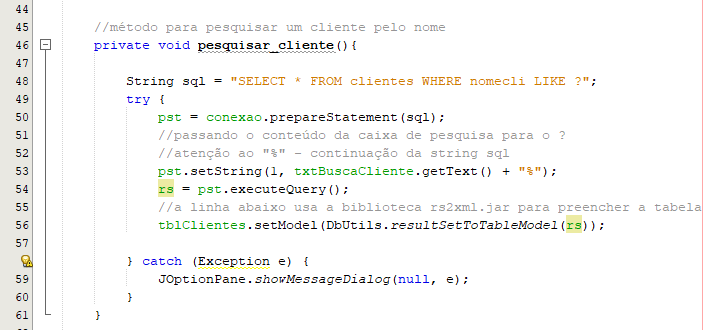 44
45 //método para pesquisar um cliente pelo nome
46 private void pesquisar_cliente(){
47
48 String sql = "SELECT * FROM clientes WHERE nomecli LIKE ?";
49 try {
50 pst = conexao.prepareStatement(sql);
51 //passando o conteúdo da caixa de pesquisa para o ?
52 //atenção ao "%" - continuação da string sql
53 pst.setString(1, txtBuscaCliente.getText() + "%");
54 rs = pst.executeQuery();
55 //a linha abaixo usa a biblioteca rs2xml.jar para preencher a tabela
56 tblClientes.setModel(DbUtils.resultSetToTableModel(rs));
57
} catch (Exception e) {
59 JOptionPane.showMessageDialog(null, e);
60 }
61 }